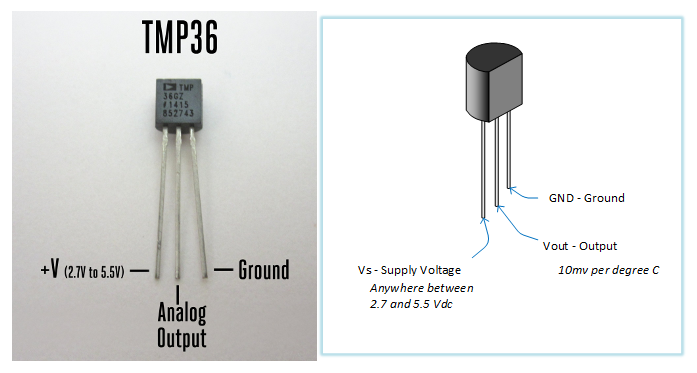 TMP36
TMP
36GZ
#1415
852743
+V (2.7V to 5.5V)
Ground
Analog
Output
GND - Ground
Vout - Output
10mv per degree C
Vs - Supply Voltage
Anywhere between
2.7 and 5.5 Vdc